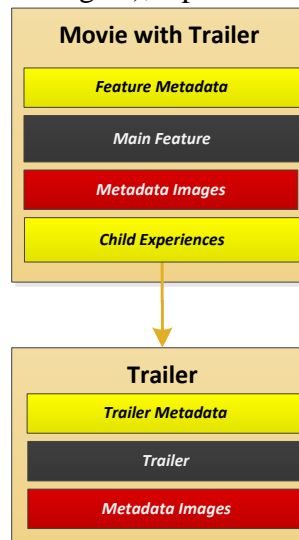 Movie with Trailer
Feature Metadata
Main Feature
Metadata Images
Child Experiences
Trailer
Trailer Metadata
Trailer
Metadata Images